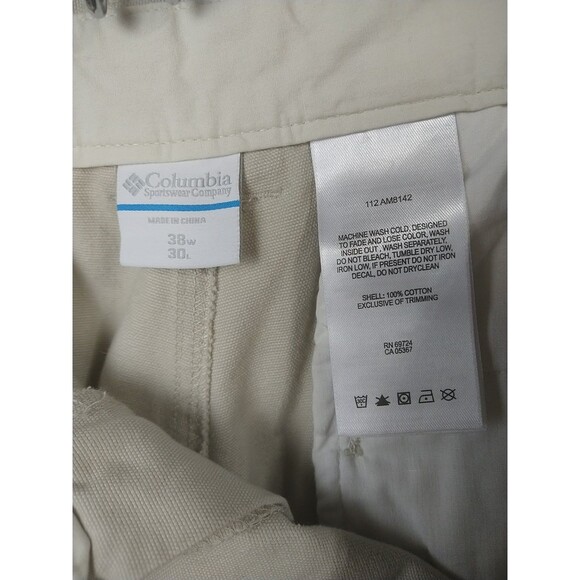 Columbia
Sportswear Company
MADE IN CHINA
38W
30L
112 AM8142
MACHINE WASH COLD, DESIGNED
TO FADE AND LOSE COLOR, WASH
INSIDE OUT , WASH SEPARATELY,
DO NOT BLEACH, TUMBLE DRY LOW,
IRON LOW, IF PRESENT DO NOT IRON
DECAL, DO NOT DRYCLEAN
SHELL: 100% COTTON
EXCLUSIVE OF TRIMMING
RN 69724
CA 05367